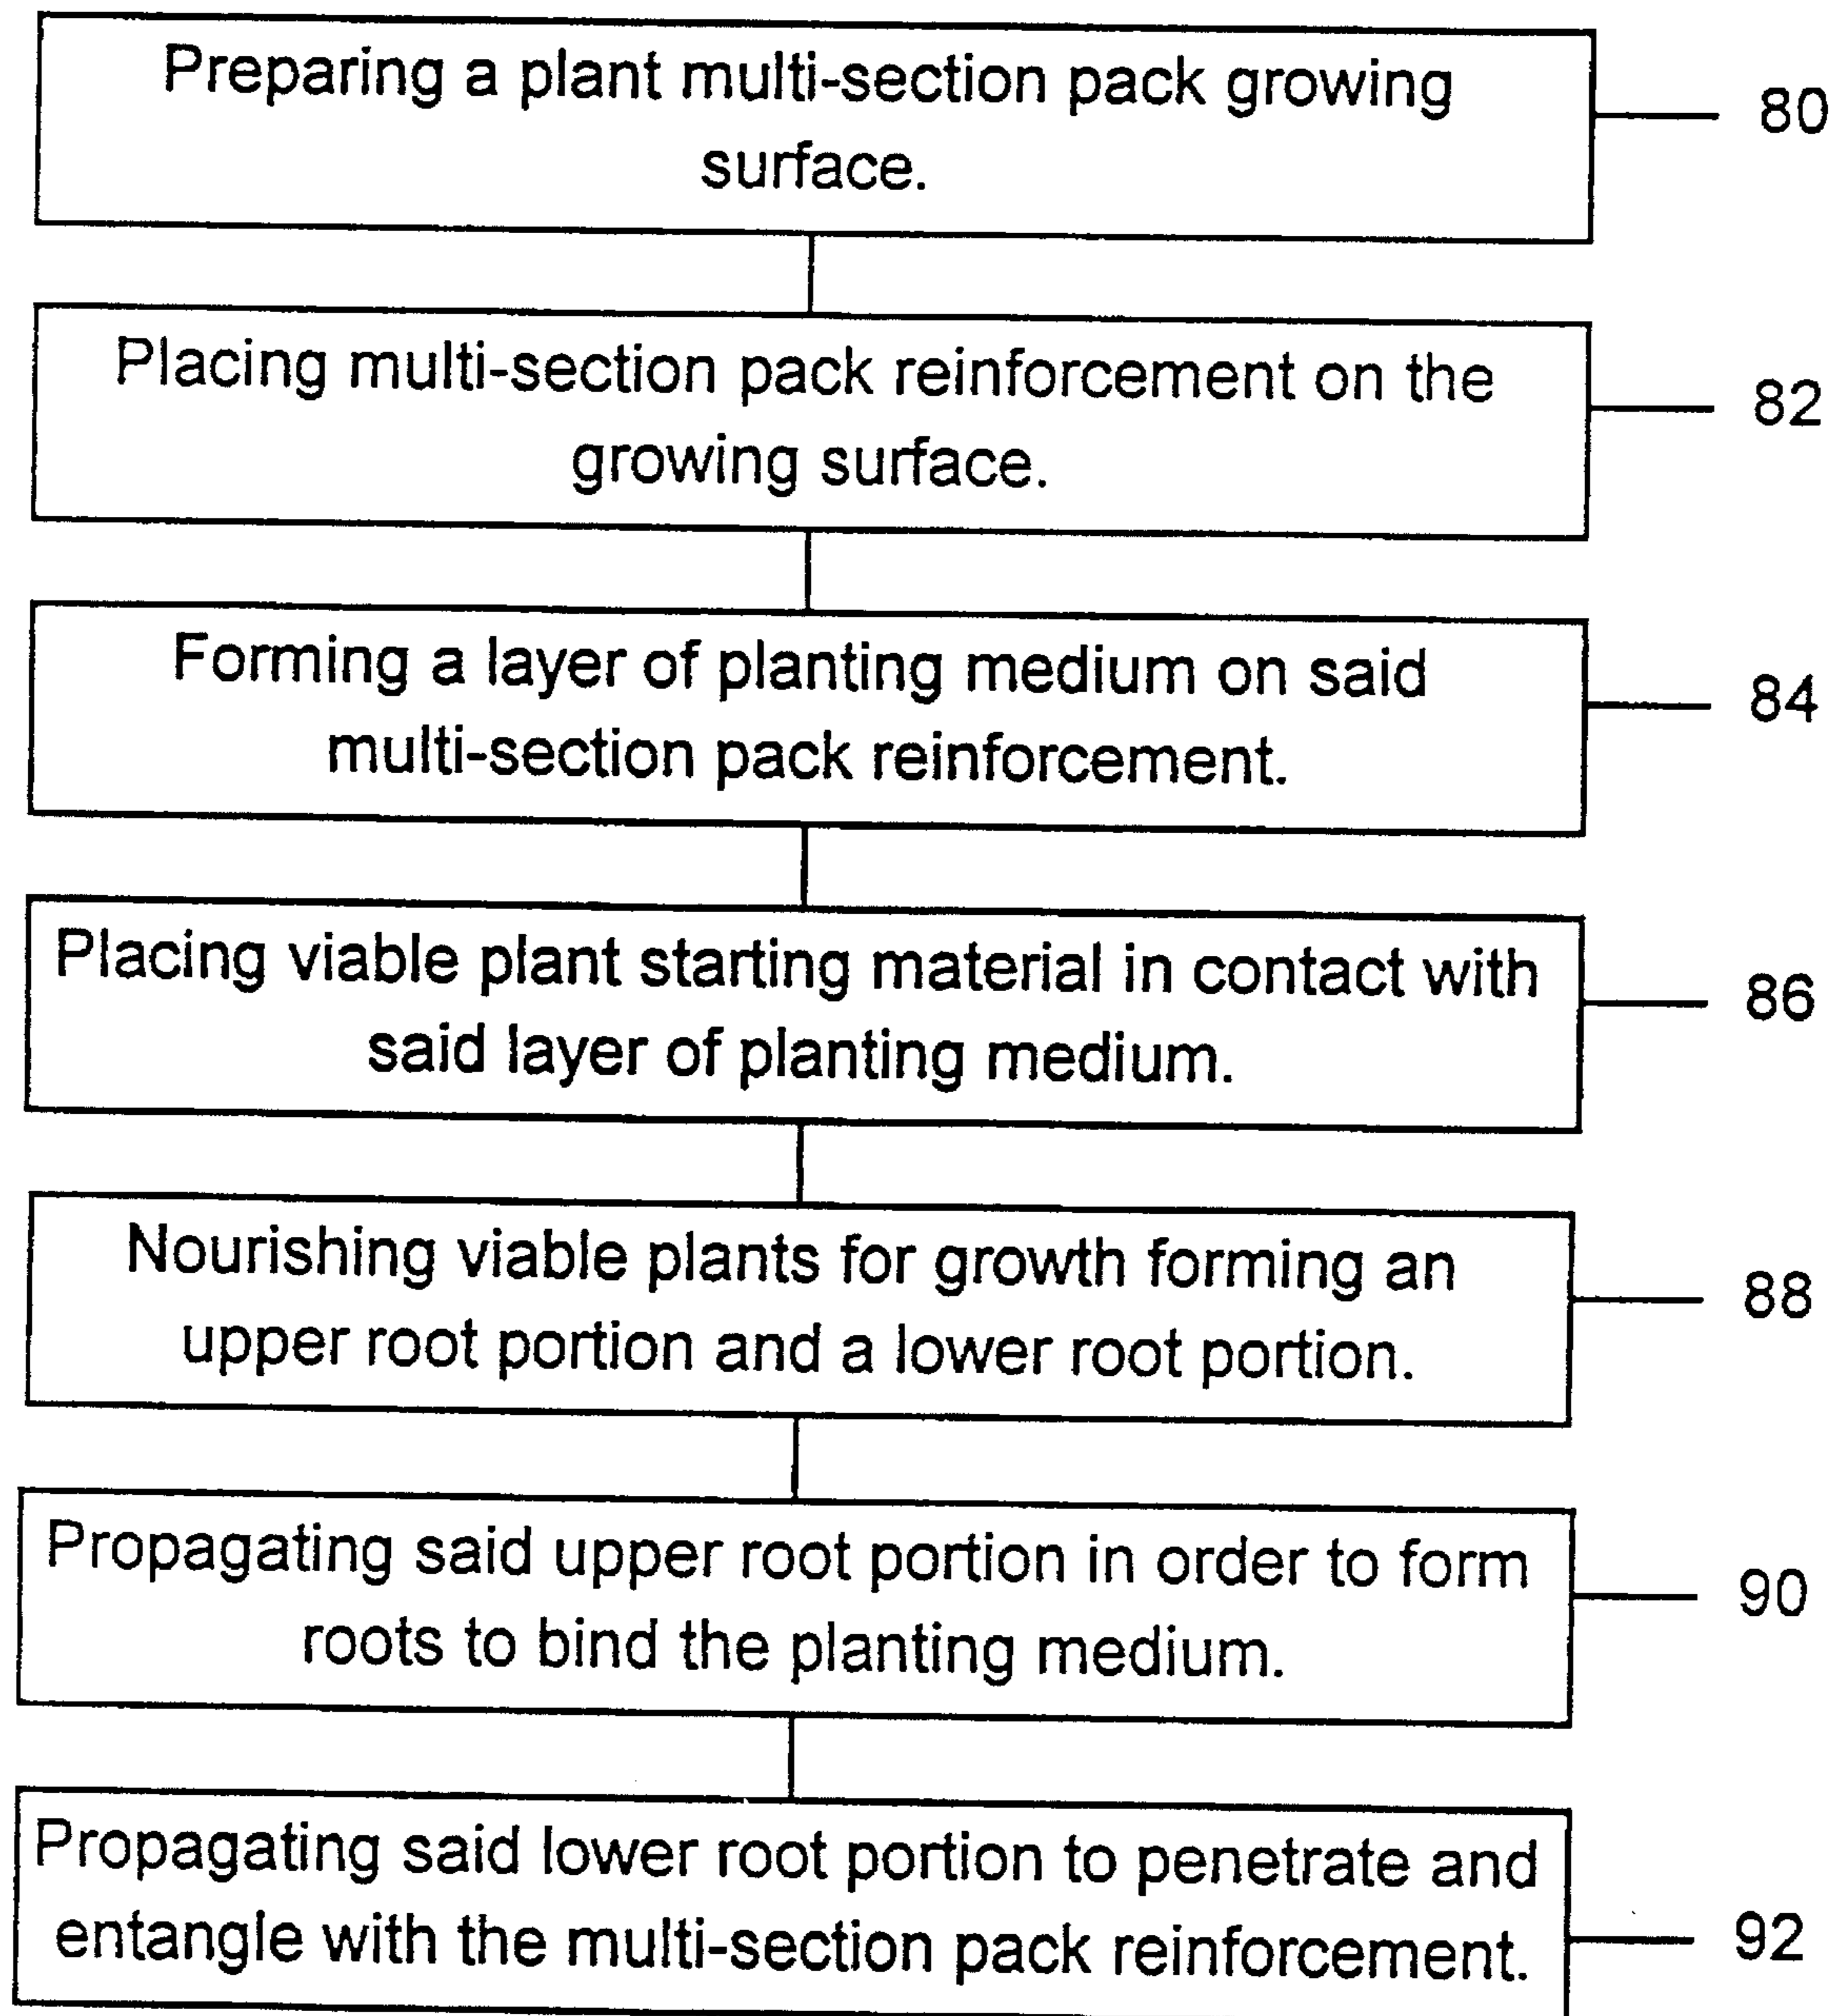 Preparing a plant multi-section pack growing
surface.
80
Placing multi-section pack reinforcement on the
growing surface.
82
Forming a layer of planting medium on said
multi-section pack reinforcement.
84
Placing viable plant starting material in contact with
said layer of planting medium.
86
Nourishing viable plants for growth forming an
upper root portion and a lower root portion.
88
Propagating said upper root portion in order to form
roots to bind the planting medium.
90
Propagating said lower root portion to penetrate and
entangle with the multi-section pack reinforcement.
92